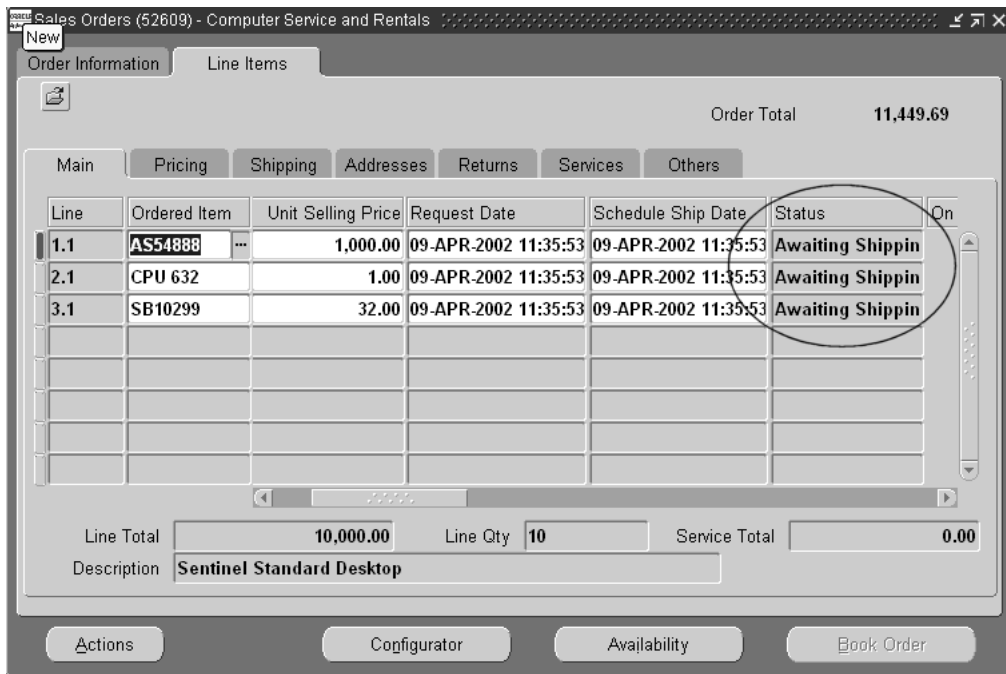 Sales Orders (52609) - Computer Service and Rentals
New
Order Information Line Items
Order Total 11,449.69
Main Pricing Shipping Addresses Returns Services Others
Line Ordered Item Unit Selling Price Request Date Schedule Ship Date Status On
1.1 AS54888 ... 1,000.00 09-APR-2002 11:35:53 09-APR-2002 11:35:53 Awaiting Shippin
2.1 CPU 632 1.00 09-APR-2002 11:35:53 09-APR-2002 11:35:53 Awaiting Shippin
3.1 SB10299 32.00 09-APR-2002 11:35:53 09-APR-2002 11:35:53 Awaiting Shippin
Line Total 10,000.00 Line Qty 10 Service Total 0.00
Description Sentinel Standard Desktop
Actions Configurator Availability Book Order